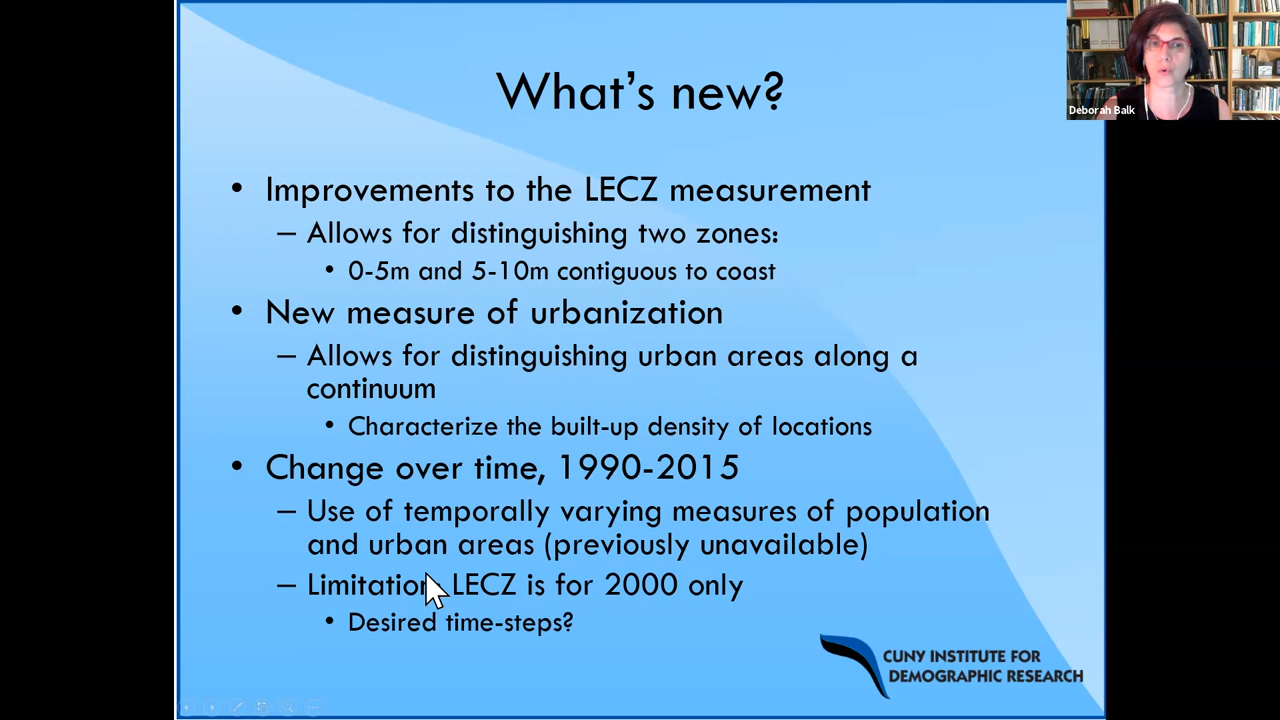 What's new?
Deborah Balk
• Improvements to the LECZ measurement
– Allows for distinguishing two zones:
• 0-5m and 5-10m contiguous to coast
• New measure of urbanization
– Allows for distinguishing urban areas along a
continuum
• Characterize the built-up density of locations
• Change over time, 1990-2015
– Use of temporally varying measures of population
and urban areas (previously unavailable)
– Limitation LECZ is for 2000 only
• Desired time-steps?
CUNY INSTITUTE FOR
DEMOGRAPHIC RESEARCH